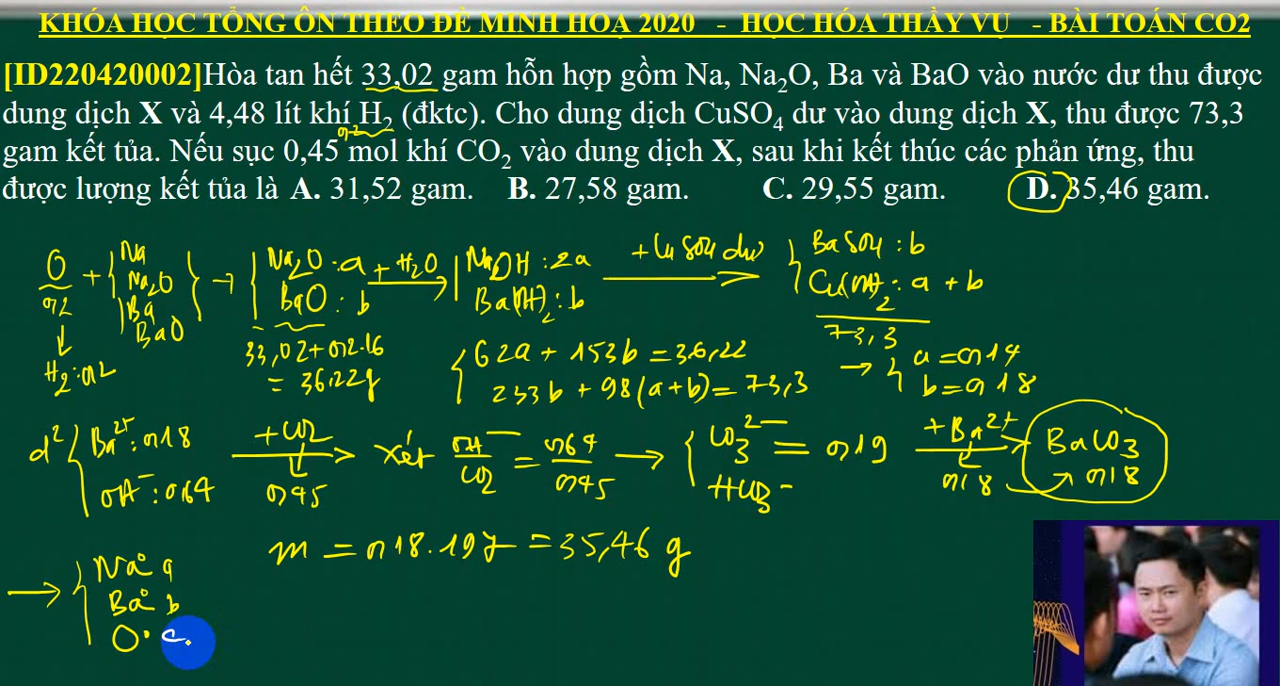 KHÓA HỌC TỔNG ÔN THEO ĐỀ MINH HOẠ 2020 - HỌC HÓA THẦY VỤ - BÀI TOÁN CO2
[ID220420002]Hòa tan hết 33,02 gam hỗn hợp gồm Na, Na₂O, Ba và BaO vào nước dư thu được
dung dịch X và 4,48 lít khí H₂ (đktc). Cho dung dịch CuSO₄ dư vào dung dịch X, thu được 73,3
0,2
gam kết tủa. Nếu sục 0,45 mol khí CO₂ vào dung dịch X, sau khi kết thúc các phản ứng, thu
được lượng kết tủa là A. 31,52 gam. B. 27,58 gam. C. 29,55 gam. D. 35,46 gam.
O + { Na Na₂O Ba BaO } → { Na₂O : a BaO : b + H₂O → | NaOH : 2a Ba(OH)₂ : b + CuSO₄ dư → { BaSO₄ : b Cu(OH)₂ : a + b
0,2
73,3
↓
H₂ : 0,2
33,02 + 0,2.16
= 36,22g
{ 62a + 153b = 36,22
233b + 98(a+b) = 73,3
→ { a = 0,14
b = 0,18
d² { Ba²⁺ : 0,18 OH⁻ : 0,64 + CO₂ 0,45 → xét OH⁻/CO₂ = 0,64/0,45 → { CO₃²⁻ = 0,19 HCO₃⁻ + Ba²⁺ 0,18 → BaCO₃ 0,18
m = 0,18.197 = 35,46 g
→ { Na: a
Ba: b
O: c